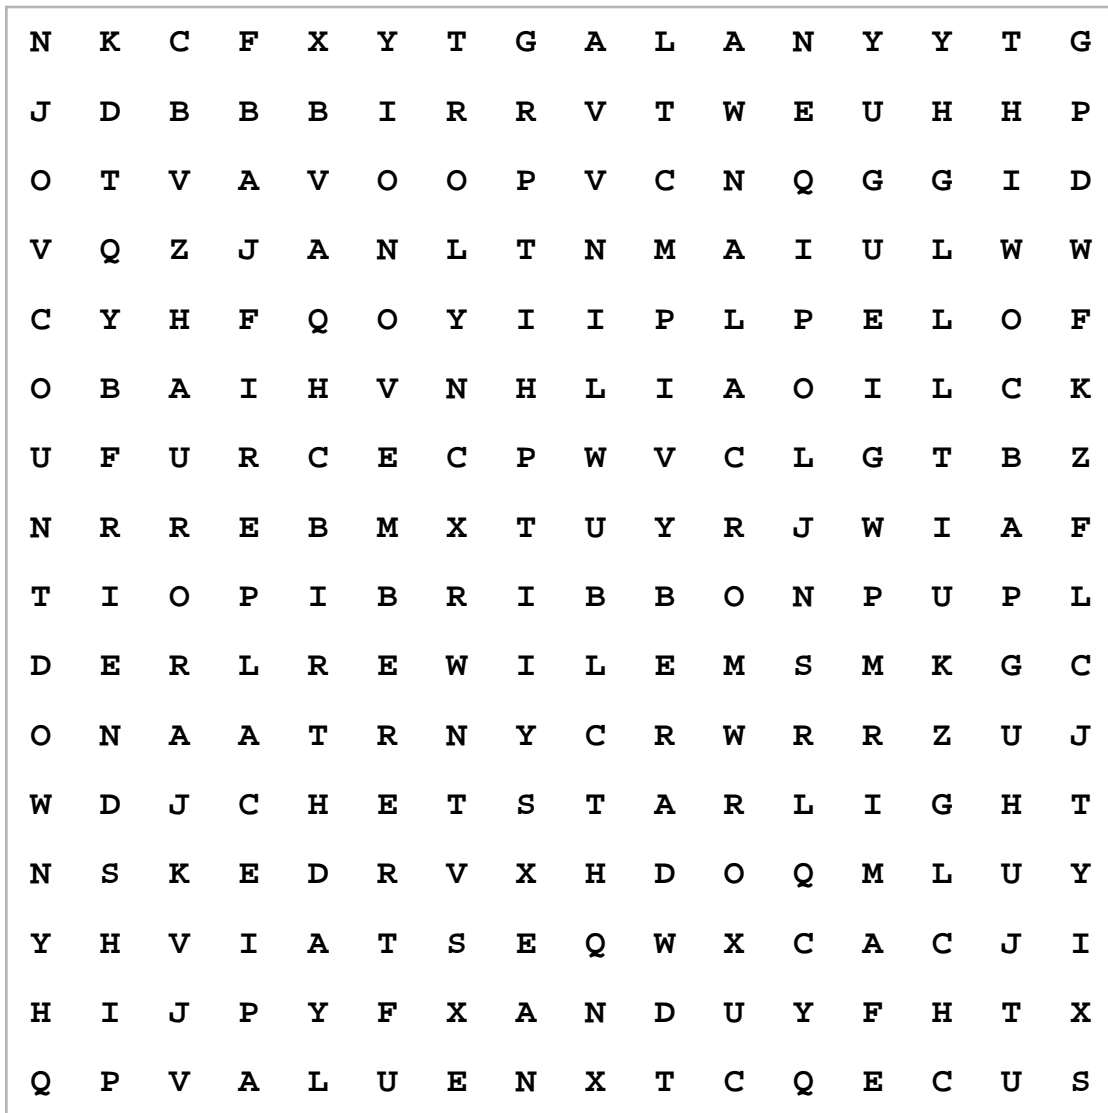 N K C F X Y T G A L A N Y Y T G
J D B B B I R R V T W E U H H P
O T V A V O O P V C N Q G G I D
V Q Z J A N L T N M A I U L W W
C Y H F Q O Y I I P L P E L O F
O B A I H V N H L I A O I L C K
U F U R C E C P W V C L G T B Z
N R R E B M X T U Y R J W I A F
T I O P I B R I B B O N P U P L
D E R L R E W I L E M S M K G C
O N A A T R N Y C R W R R Z U J
W D J C H E T S T A R L I G H T
N S K E D R V X H D O Q M L U Y
Y H V I A T S E Q W X C A C J I
H I J P Y F X A N D U Y F H T X
Q P V A L U E N X T C Q E C U S